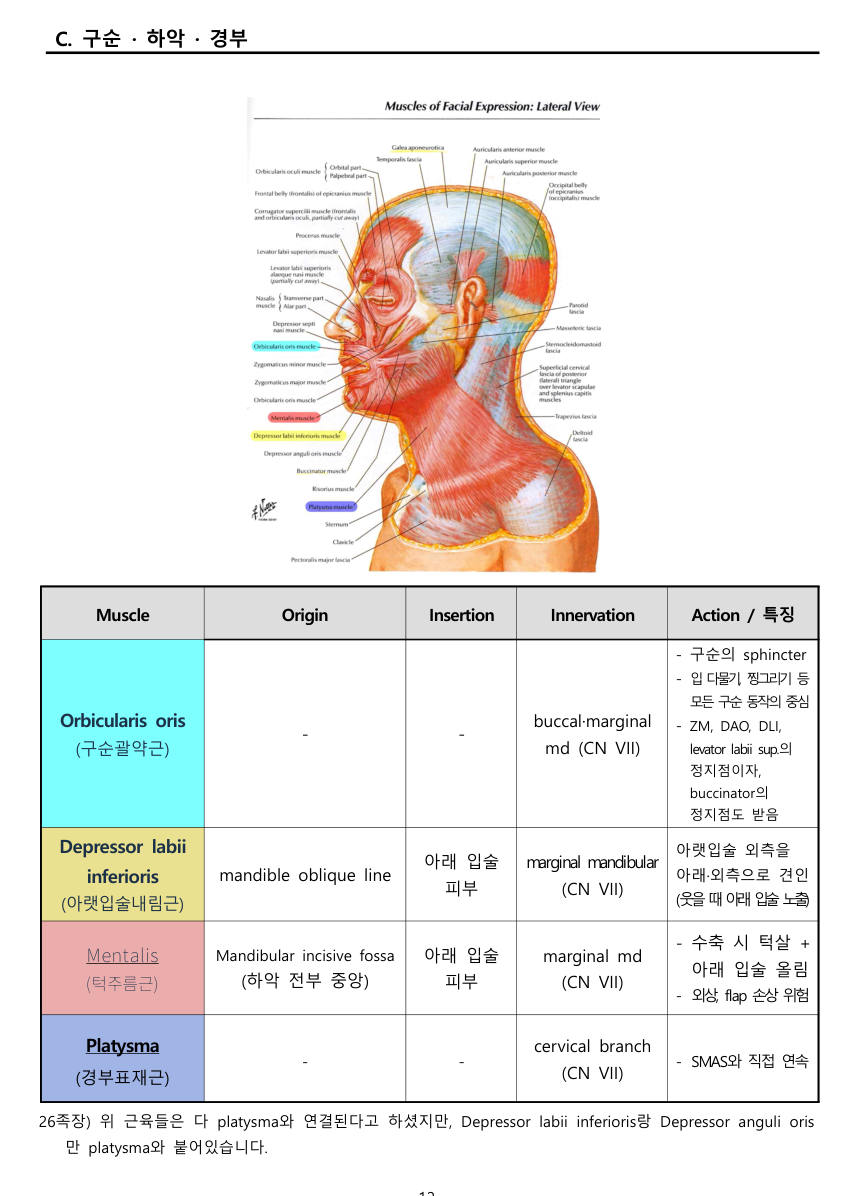 C. 구순 · 하악 · 경부
Muscles of Facial Expression: Lateral View
Galea aponeurotica
Temporalis fascia
Auricularis anterior muscle
Auricularis superior muscle
Auricularis posterior muscle
Occipital belly
of epicranius
(occipitalis) muscle
Orbicularis oculi muscle
Orbital part
Palpebral part
Frontal belly (frontalis) of epicranius muscle
Corrugator supercilii muscle (frontalis
and orbicularis oculi, partially cut away)
Procerus muscle
Levator labii superioris muscle
Levator labii superioris
alaeque nasi muscle
(partially cut away)
Nasalis
muscle
Transverse part
Alar part
Depressor septi
nasi muscle
Orbicularis oris muscle
Zygomaticus minor muscle
Zygomaticus major muscle
Orbicularis oris muscle
Mentalis muscle
Depressor labii inferioris muscle
Depressor anguli oris muscle
Buccinator muscle
Risorius muscle
Platysma muscle
Sternum
Clavicle
Pectoralis major fascia
Parotid
fascia
Masseteric fascia
Sternocleidomastoid
fascia
Superficial cervical
fascia of posterior
(lateral) triangle
over levator scapulae
and splenius capitis
muscles
Trapezius fascia
Deltoid
fascia
Muscle Origin Insertion Innervation Action / 특징
Orbicularis oris
(구순괄약근)
-
-
buccal·marginal
md (CN VII)
- 구순의 sphincter
- 입 다물기, 찡그리기 등
모든 구순 동작의 중심
- ZM, DAO, DLI,
levator labii sup.의
정지점이자,
buccinator의
정지점도 받음
Depressor labii
inferioris
(아랫입술내림근)
mandible oblique line
아래 입술
피부
marginal mandibular
(CN VII)
아랫입술 외측을
아래·외측으로 견인
(웃을 때 아래 입술 노출)
Mentalis
(턱주름근)
Mandibular incisive fossa
(하악 전부 중앙)
아래 입술
피부
marginal md
(CN VII)
- 수축 시 턱살 +
아래 입술 올림
- 외상, flap 손상 위험
Platysma
(경부표재근)
-
-
cervical branch
(CN VII)
- SMAS와 직접 연속
26족장) 위 근육들은 다 platysma와 연결된다고 하셨지만, Depressor labii inferioris랑 Depressor anguli oris
만 platysma와 붙어있습니다.